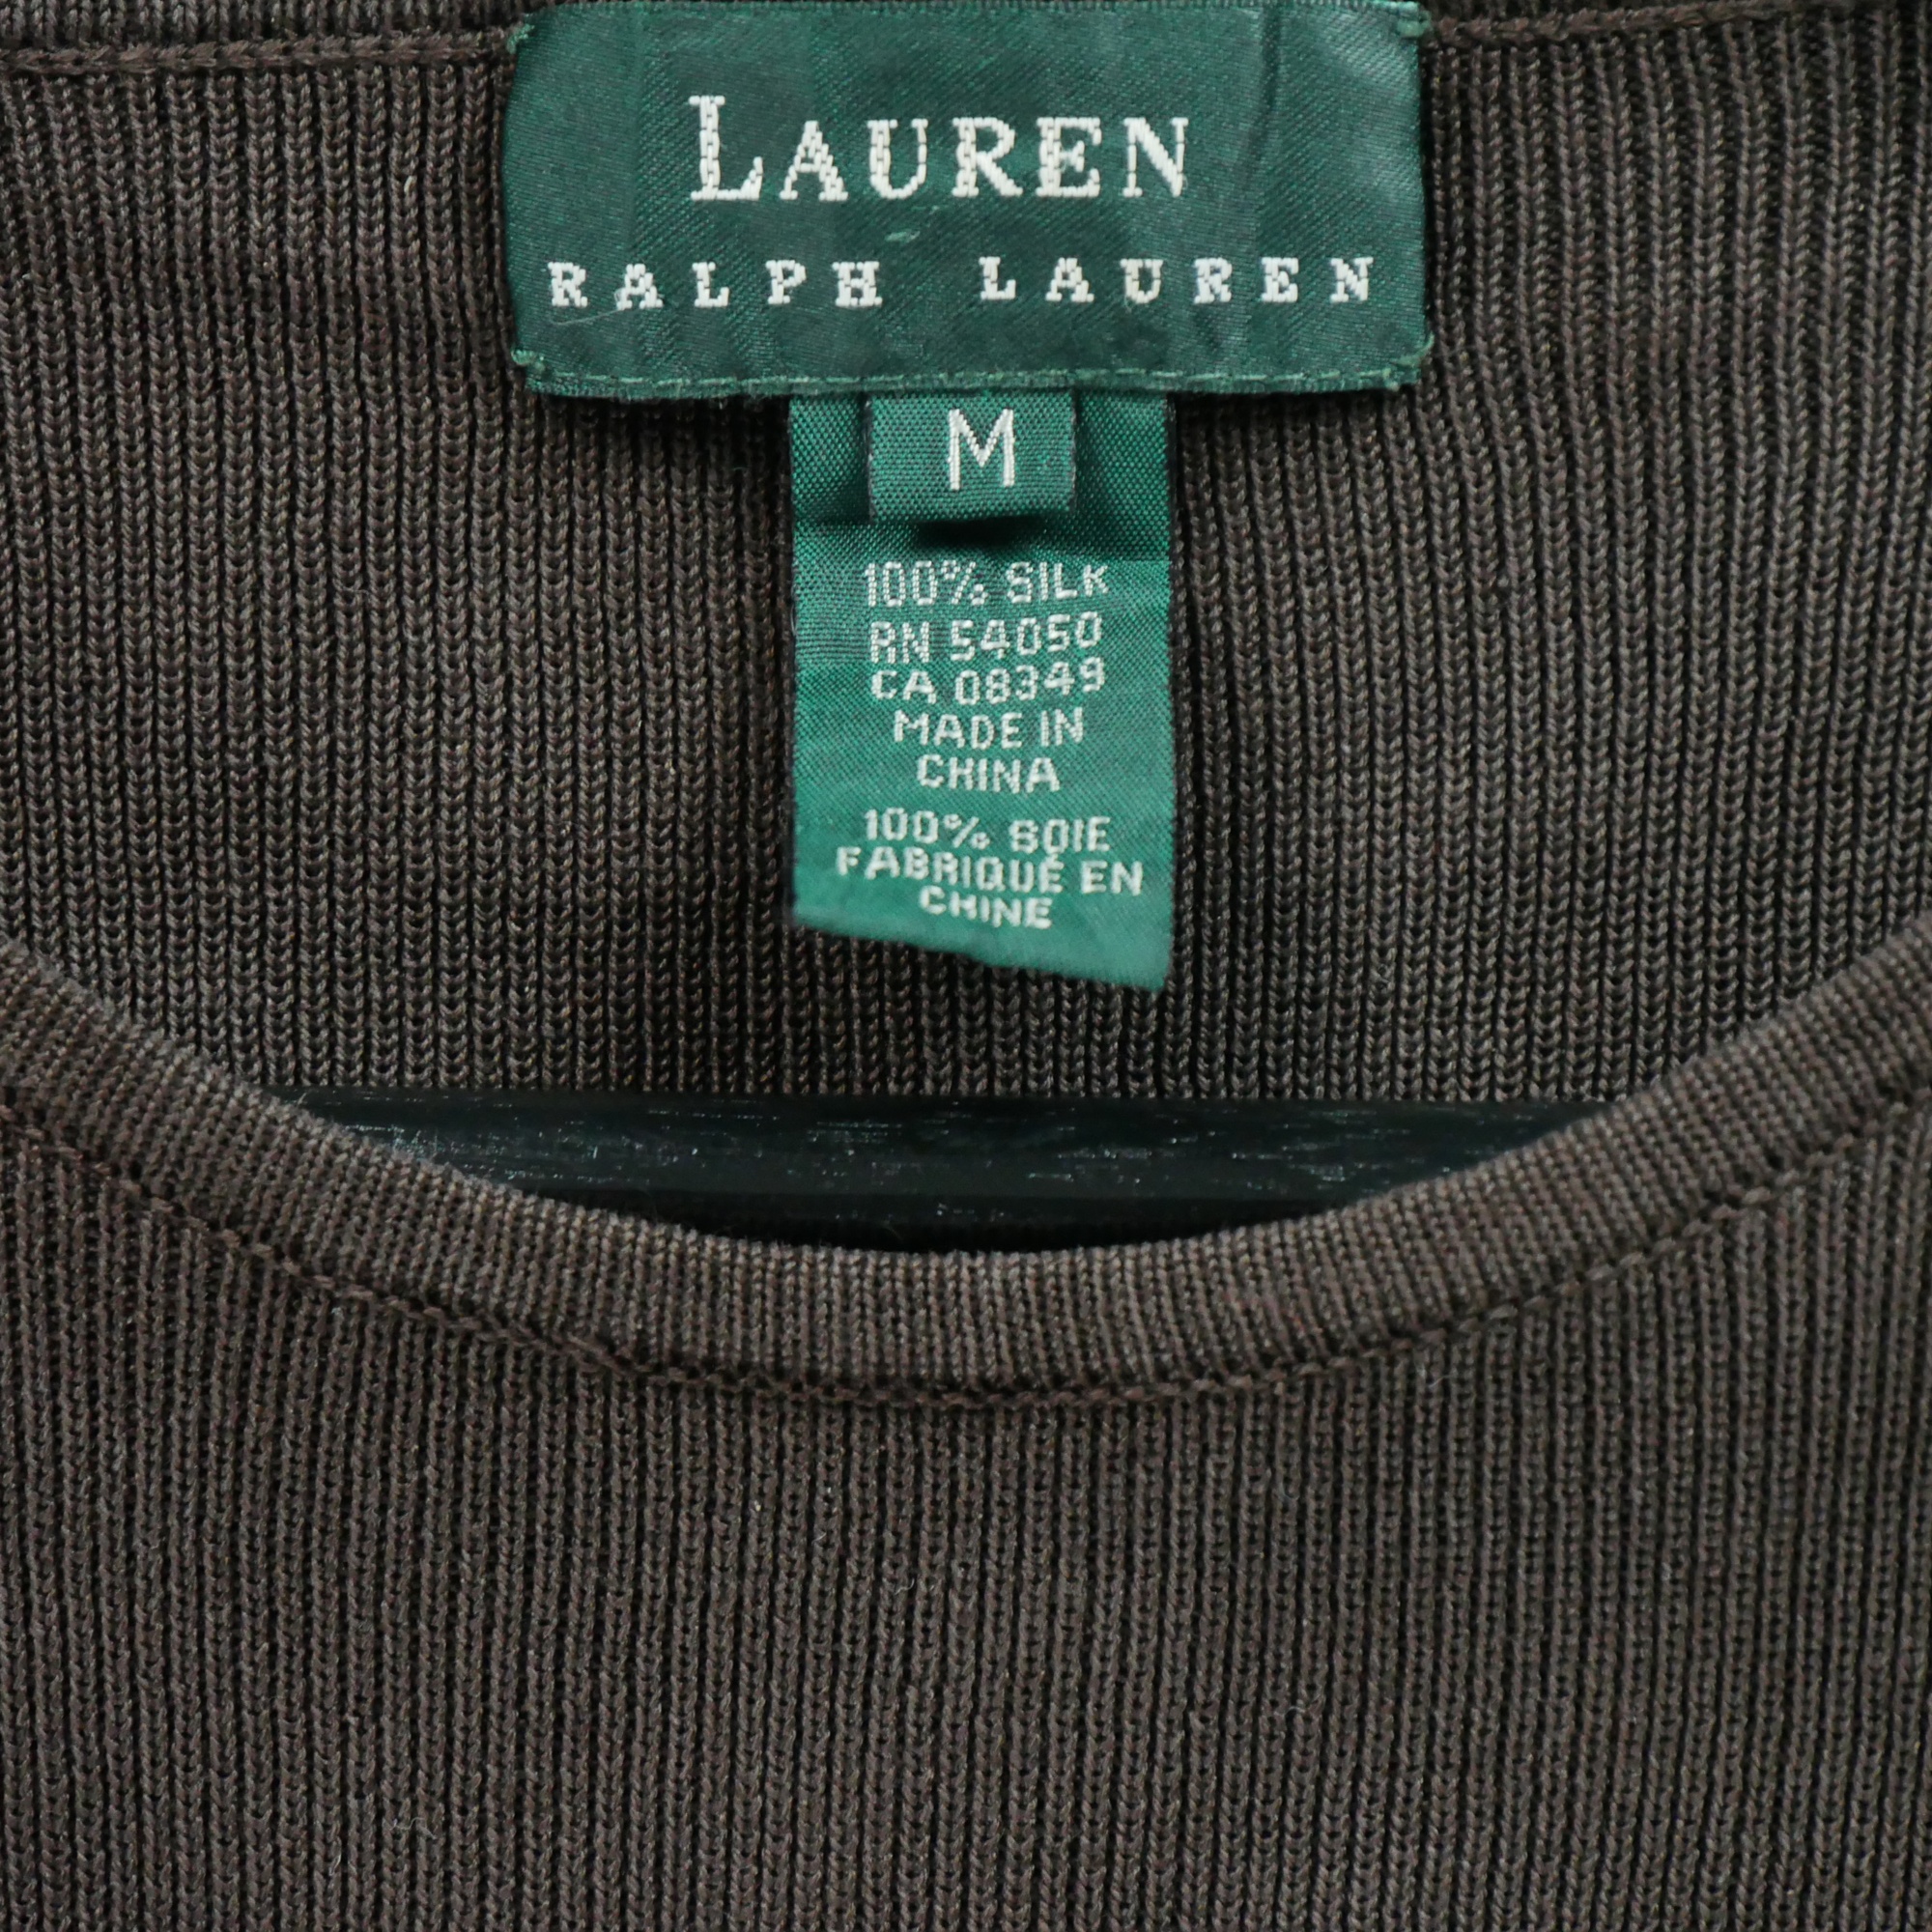 LAUREN
RALPH LAUREN
M
100% SILK
RN 54050
CA 08349
MADE IN
CHINA
100% SOIE
FABRIQUÉ EN
CHINE